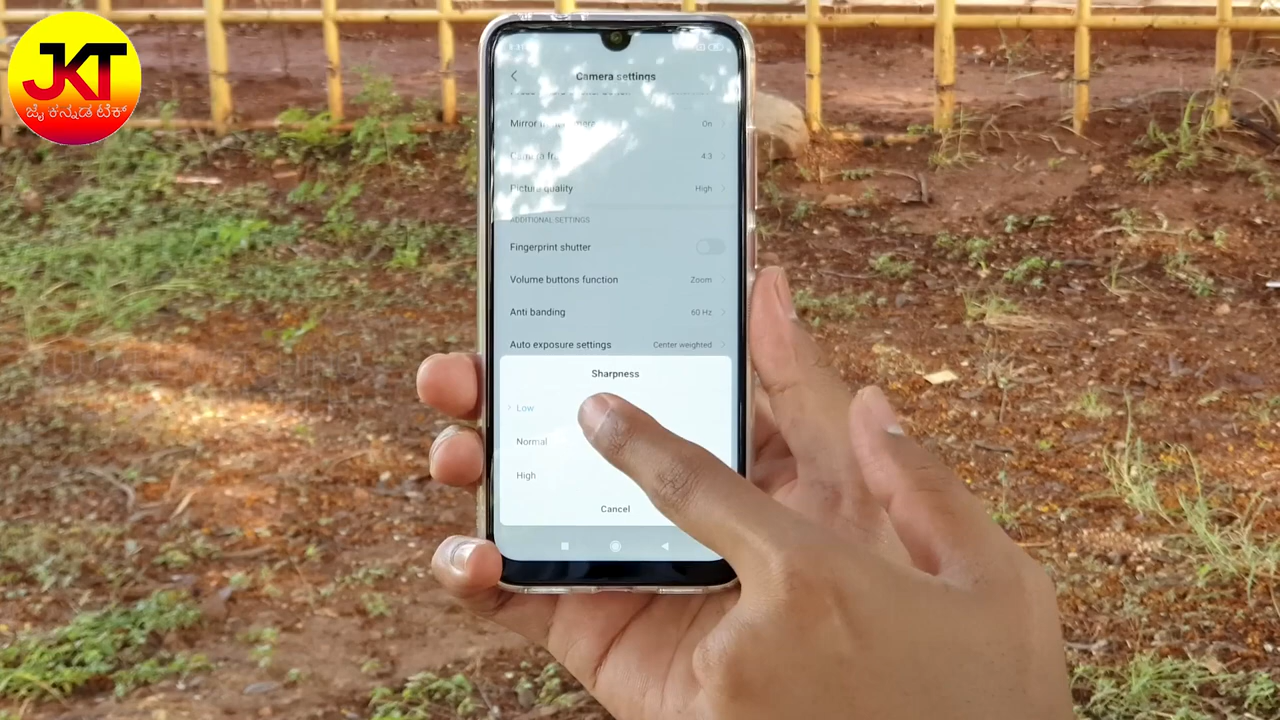 JKT
ಜೈ ಕನ್ನಡ ಟೆಕ್
Camera settings
Mirror On
Camera 4:3
Picture quality High
ADDITIONAL SETTINGS
Fingerprint shutter
Volume buttons function Zoom
Anti banding 60 Hz
Auto exposure settings Center weighted
Sharpness
Low
Normal
High
Cancel